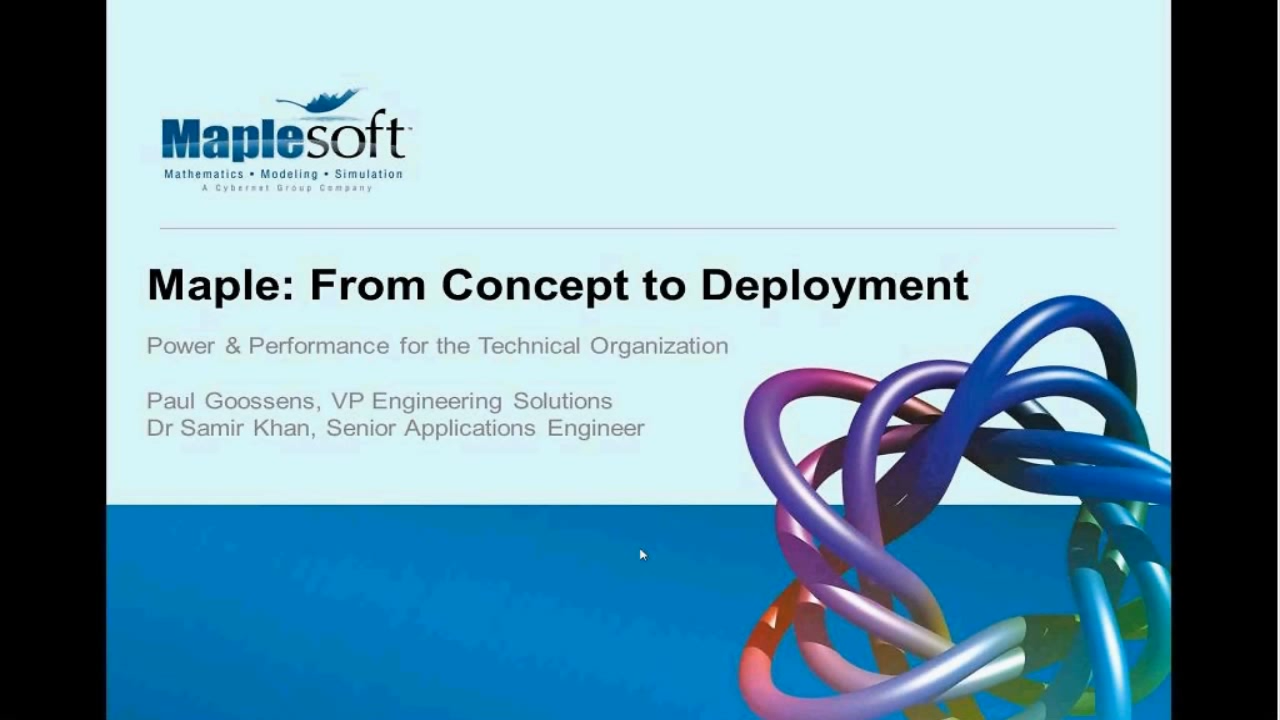 Maplesoft™
Mathematics • Modeling • Simulation
A Cybernet Group Company
Maple: From Concept to Deployment
Power & Performance for the Technical Organization
Paul Goossens, VP Engineering Solutions
Dr Samir Khan, Senior Applications Engineer